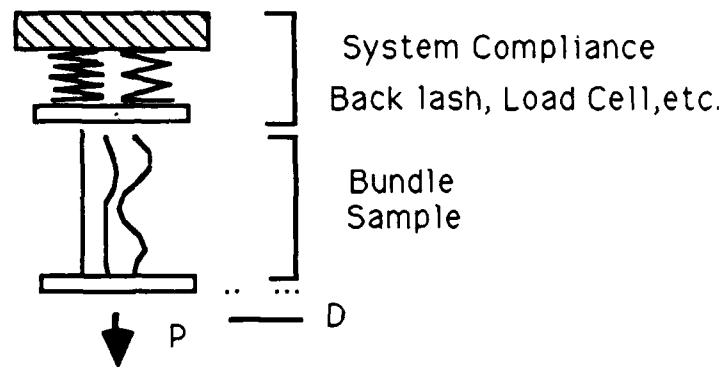 System Compliance
Back lash, Load Cell,etc.
Bundle
Sample
P
D